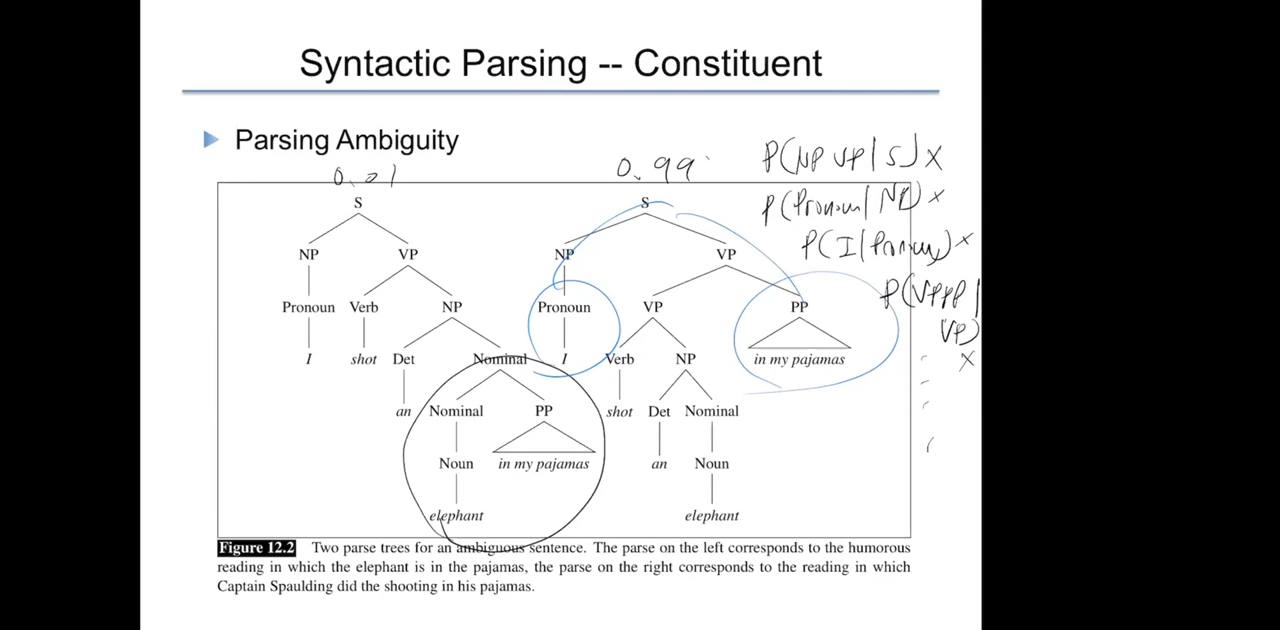 Syntactic Parsing -- Constituent
Parsing Ambiguity
0.01
0.99
P(NP VP | S) x
P(Pronoun | NP) x
P(I | Pronoun) x
P(VP PP |
VP)
x
S S
NP VP NP VP
Pronoun Verb NP Pronoun VP PP
I shot Det Nominal I Verb NP in my pajamas
an Nominal PP shot Det Nominal
Noun in my pajamas an Noun
elephant elephant
Figure 12.2 Two parse trees for an ambiguous sentence. The parse on the left corresponds to the humorous
reading in which the elephant is in the pajamas, the parse on the right corresponds to the reading in which
Captain Spaulding did the shooting in his pajamas.